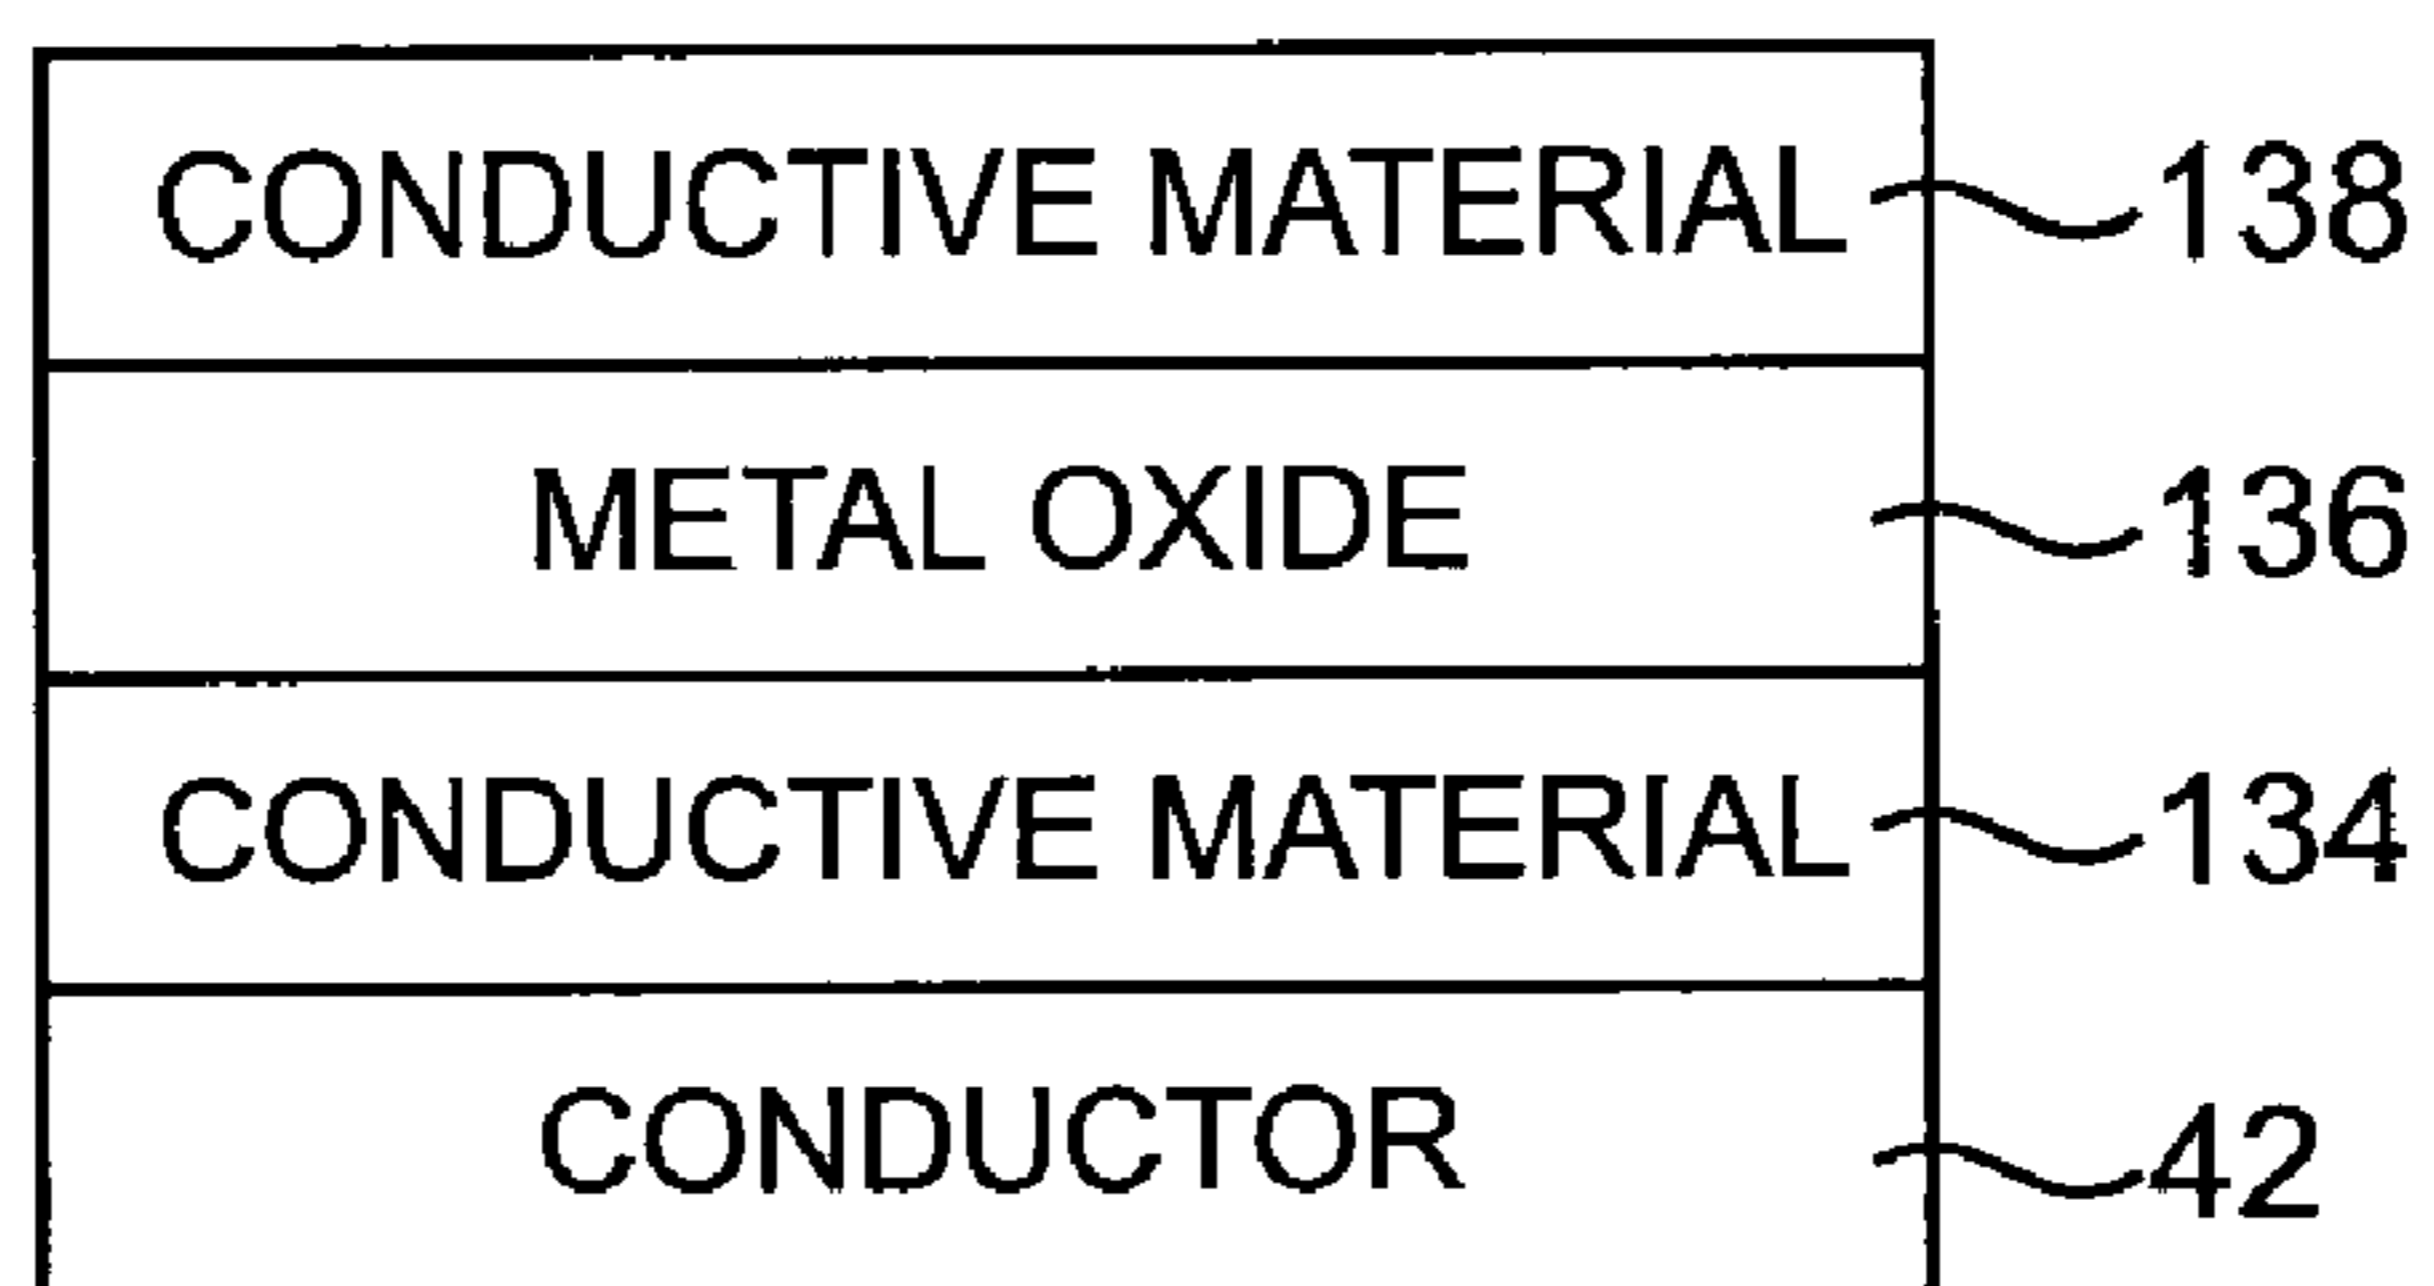 CONDUCTIVE MATERIAL 138
METAL OXIDE 136
CONDUCTIVE MATERIAL 134
CONDUCTOR 42